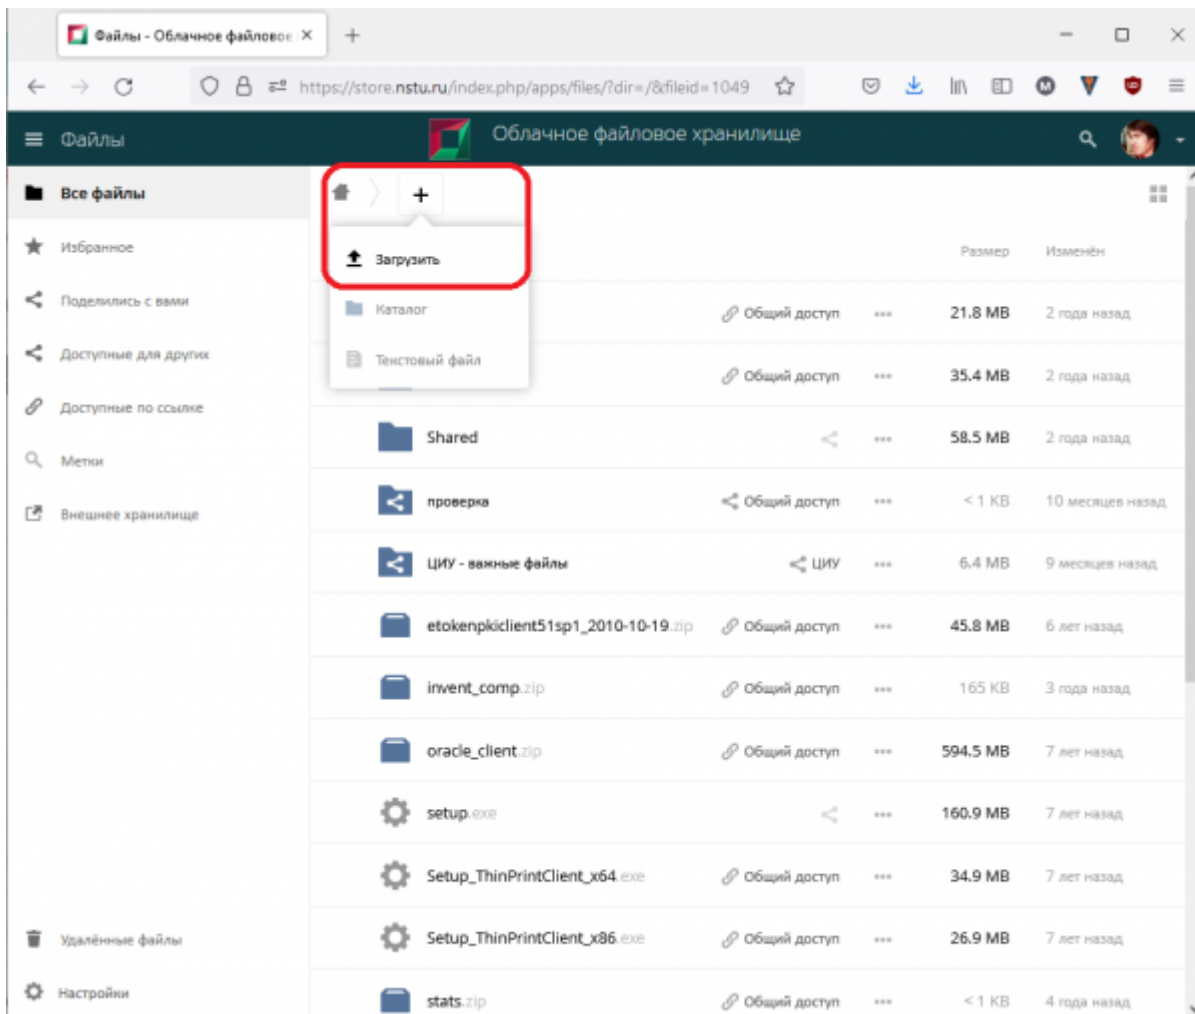 Файлы - Облачное файловое
https://store.nstu.ru/index.php/apps/files/?dir=/&fileid=1049
Файлы
Облачное файловое хранилище
Все файлы
+
Избранное
Загрузить
Размер Изменён
Поделились с вами
Каталог
Общий доступ ... 21.8 MB 2 года назад
Доступные для других
Текстовый файл
Общий доступ ... 35.4 MB 2 года назад
Доступные по ссылке
Shared ... 58.5 MB 2 года назад
Метки
проверка Общий доступ ... < 1 KB 10 месяцев назад
Внешнее хранилище
ЦИУ - важные файлы ЦИУ ... 6.4 MB 9 месяцев назад
etokenpkiclient51sp1_2010-10-19.zip Общий доступ ... 45.8 MB 6 лет назад
invent_comp.zip Общий доступ ... 165 KB 3 года назад
oracle_client.zip Общий доступ ... 594.5 MB 7 лет назад
setup.exe ... 160.9 MB 7 лет назад
Setup_ThinPrintClient_x64.exe Общий доступ ... 34.9 MB 7 лет назад
Удалённые файлы
Setup_ThinPrintClient_x86.exe Общий доступ ... 26.9 MB 7 лет назад
Настройки
stats.zip Общий доступ ... < 1 KB 4 года назад